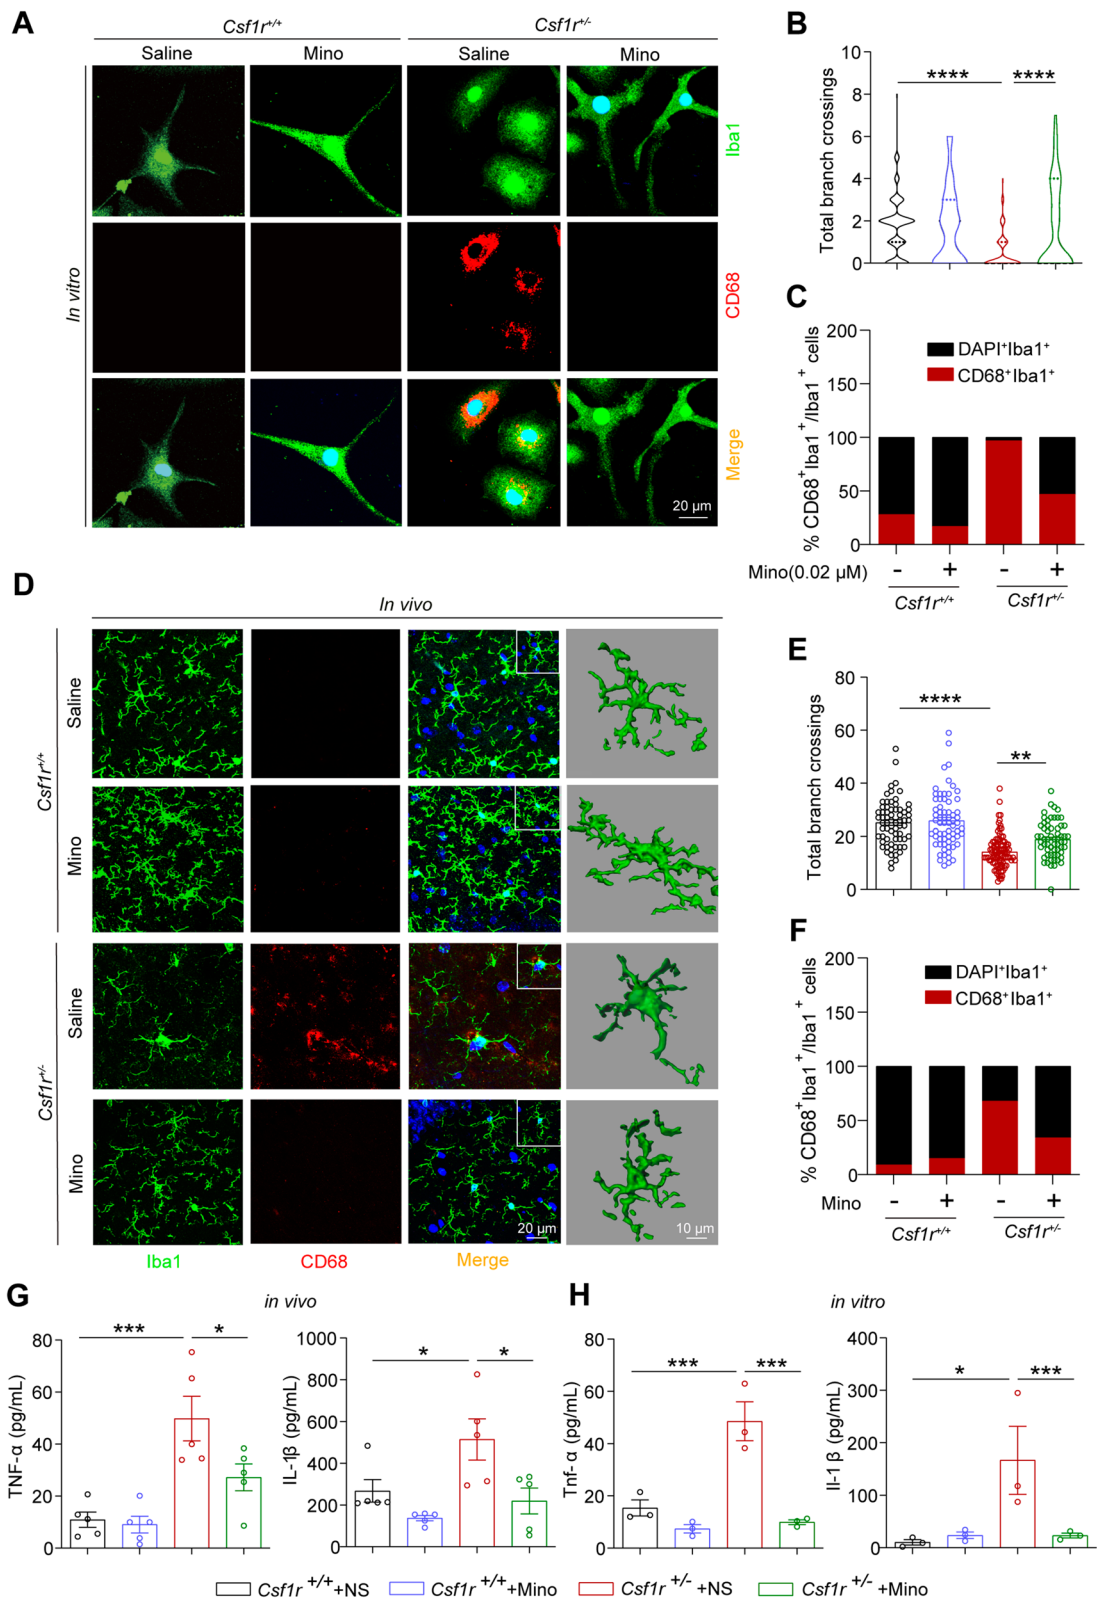 A
Csf1r+/+
Csf1r+/-
Saline
Mino
Saline
Mino
In vitro
Iba1
CD68
Merge
20 μm
B
Total branch crossings
10
8
6
4
2
0
****
****
C
% CD68+Iba1+/Iba1+ cells
200
150
100
50
0
DAPI+Iba1+
CD68+Iba1+
Mino(0.02 μM)
-
+
-
+
Csf1r+/+
Csf1r+/-
D
In vivo
Csf1r+/+
Saline
Mino
Csf1r+/-
Saline
Mino
20 μm
10 μm
Iba1
CD68
Merge
E
Total branch crossings
80
60
40
20
0
****
**
F
% CD68+Iba1+/Iba1+ cells
200
150
100
50
0
DAPI+Iba1+
CD68+Iba1+
Mino
-
+
-
+
Csf1r+/+
Csf1r+/-
G
in vivo
TNF-α (pg/mL)
80
60
40
20
0
***
*
IL-1β (pg/mL)
1000
800
600
400
200
0
*
*
H
in vitro
Tnf-α (pg/mL)
80
60
40
20
0
***
***
Il-1 β (pg/mL)
400
300
200
100
0
*
***
Csf1r +/++NS
Csf1r +/++Mino
Csf1r +/-+NS
Csf1r +/-+Mino